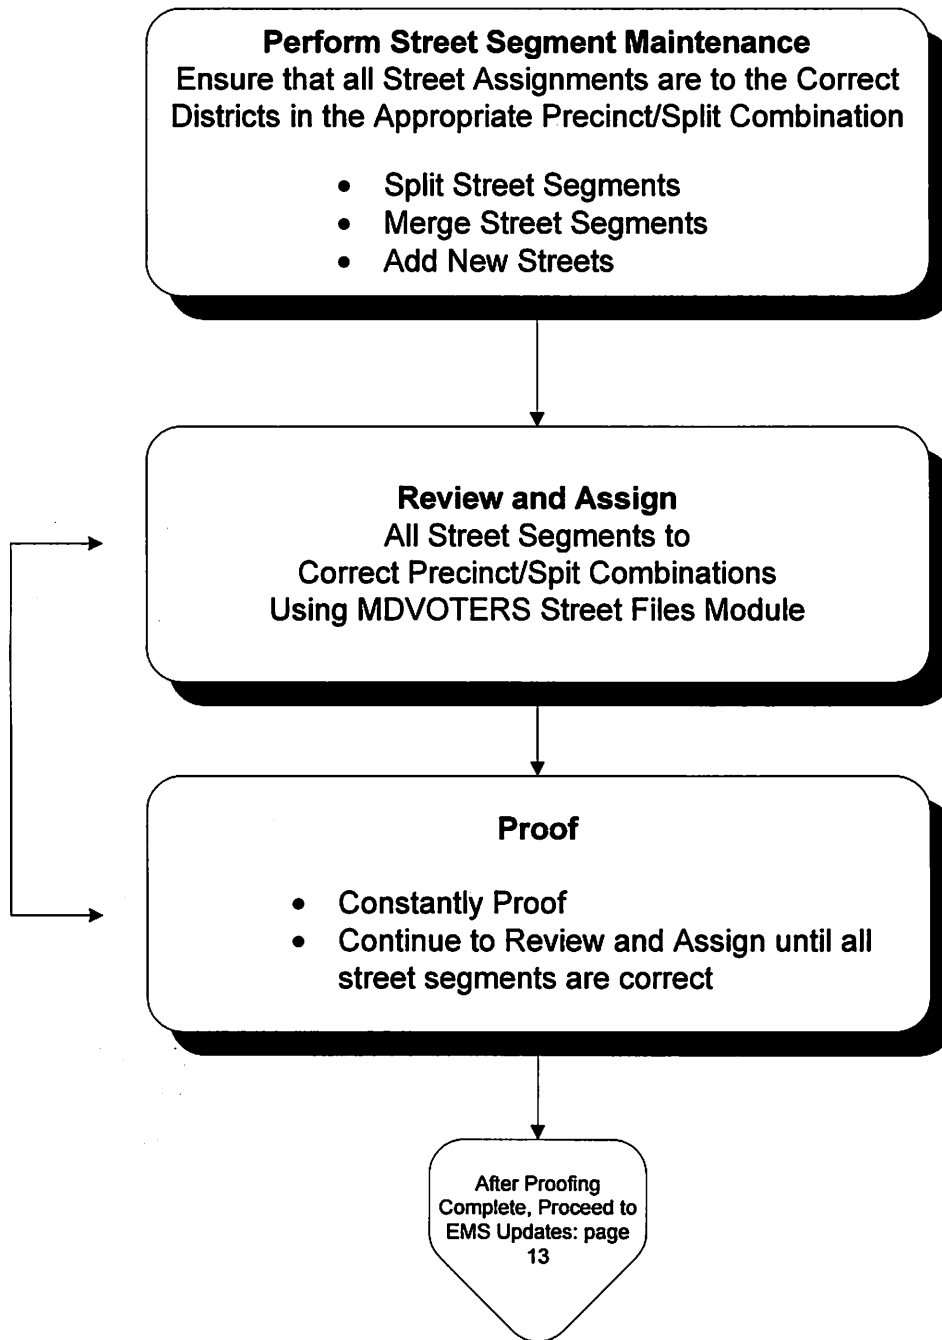 Perform Street Segment Maintenance
Ensure that all Street Assignments are to the Correct
Districts in the Appropriate Precinct/Split Combination
• Split Street Segments
• Merge Street Segments
• Add New Streets
Review and Assign
All Street Segments to
Correct Precinct/Spit Combinations
Using MDVOTERS Street Files Module
Proof
• Constantly Proof
• Continue to Review and Assign until all
street segments are correct
After Proofing
Complete, Proceed to
EMS Updates: page
13